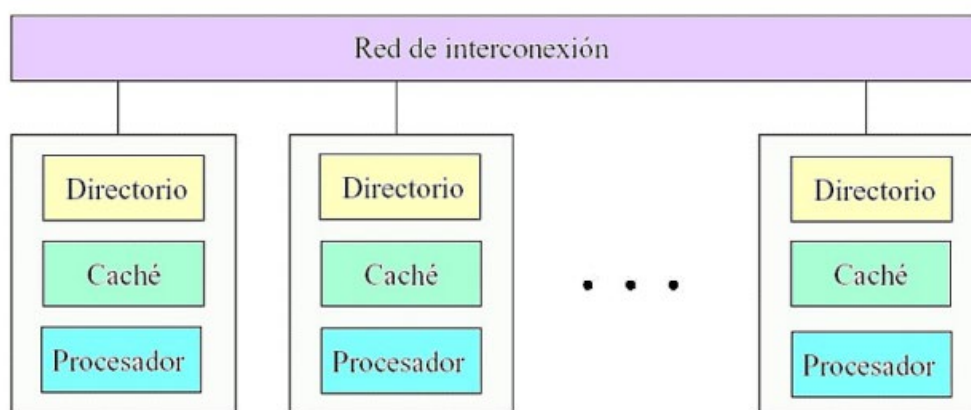 Red de interconexión
Directorio
Caché
Procesador
Directorio
Caché
Procesador
Directorio
Caché
Procesador